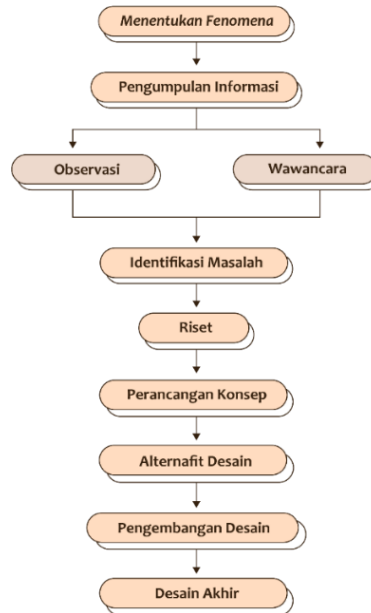 Menentukan Fenomena
Pengumpulan Informasi
Observasi
Wawancara
Identifikasi Masalah
Riset
Perancangan Konsep
Alternafit Desain
Pengembangan Desain
Desain Akhir